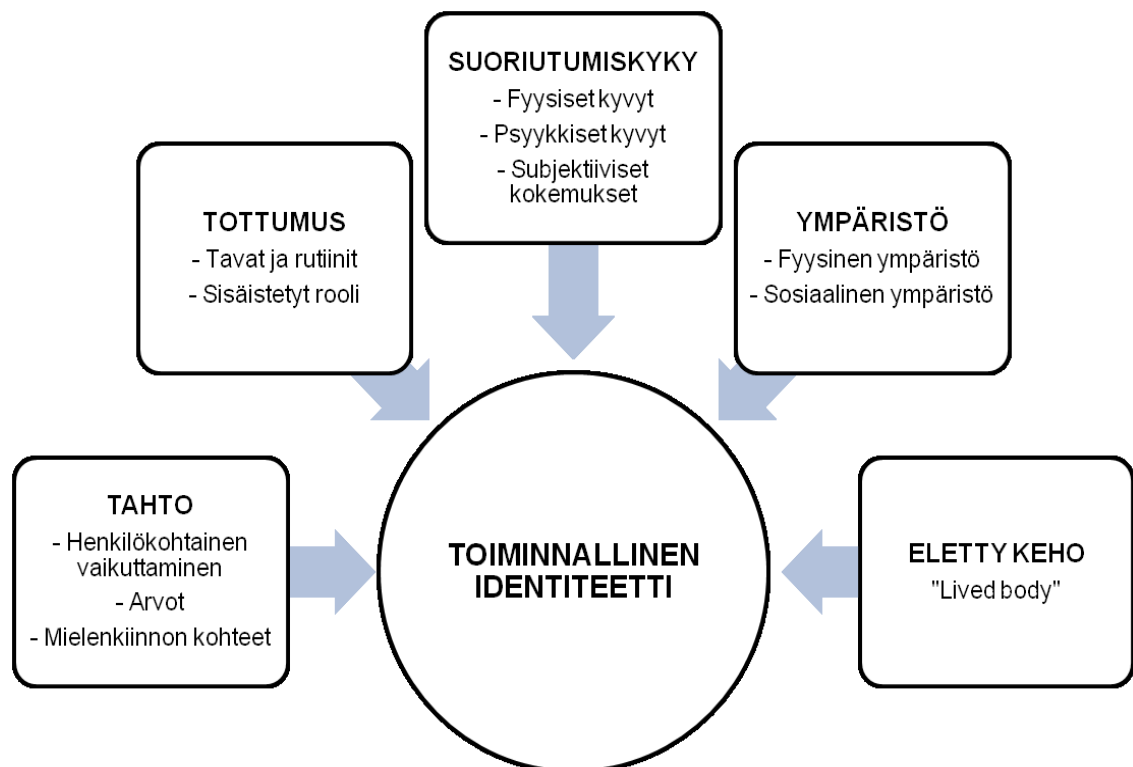 SUORIUTUMISKYKY
- Fyysiset kyvyt
- Psyykkiset kyvyt
- Subjektiiviset
kokemukset
TOTTUMUS
- Tavat ja rutiinit
- Sisäistetyt rooli
YMPÄRISTÖ
- Fyysinen ympäristö
- Sosiaalinen ympäristö
TAHTO
- Henkilökohtainen
vaikuttaminen
- Arvot
- Mielenkiinnon kohteet
TOIMINNALLINEN
IDENTITEETTI
ELETTY KEHO
"Lived body"